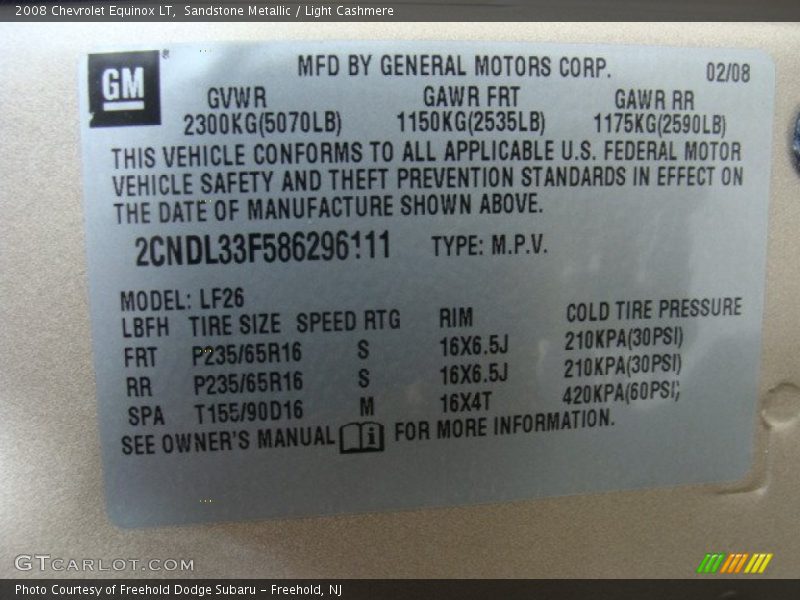 2008 Chevrolet Equinox LT, Sandstone Metallic / Light Cashmere
GM
MFD BY GENERAL MOTORS CORP. 02/08
GVWR GAWR FRT GAWR RR
2300KG(5070LB) 1150KG(2535LB) 1175KG(2590LB)
THIS VEHICLE CONFORMS TO ALL APPLICABLE U.S. FEDERAL MOTOR
VEHICLE SAFETY AND THEFT PREVENTION STANDARDS IN EFFECT ON
THE DATE OF MANUFACTURE SHOWN ABOVE.
2CNDL33F586296111 TYPE: M.P.V.
MODEL: LF26
LBFH TIRE SIZE SPEED RTG RIM COLD TIRE PRESSURE
FRT P235/65R16 S 16X6.5J 210KPA(30PSI)
RR P235/65R16 S 16X6.5J 210KPA(30PSI)
SPA T155/90D16 M 16X4T 420KPA(60PSI)
SEE OWNER'S MANUAL i FOR MORE INFORMATION.
GTCARLOT.COM
Photo Courtesy of Freehold Dodge Subaru - Freehold, NJ